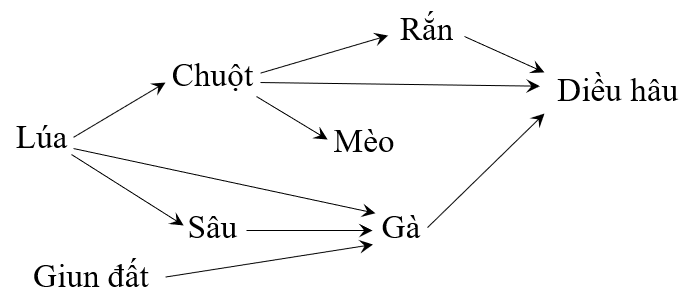 Rắn
Chuột
Diều hâu
Lúa
Mèo
Sâu
Gà
Giun đất